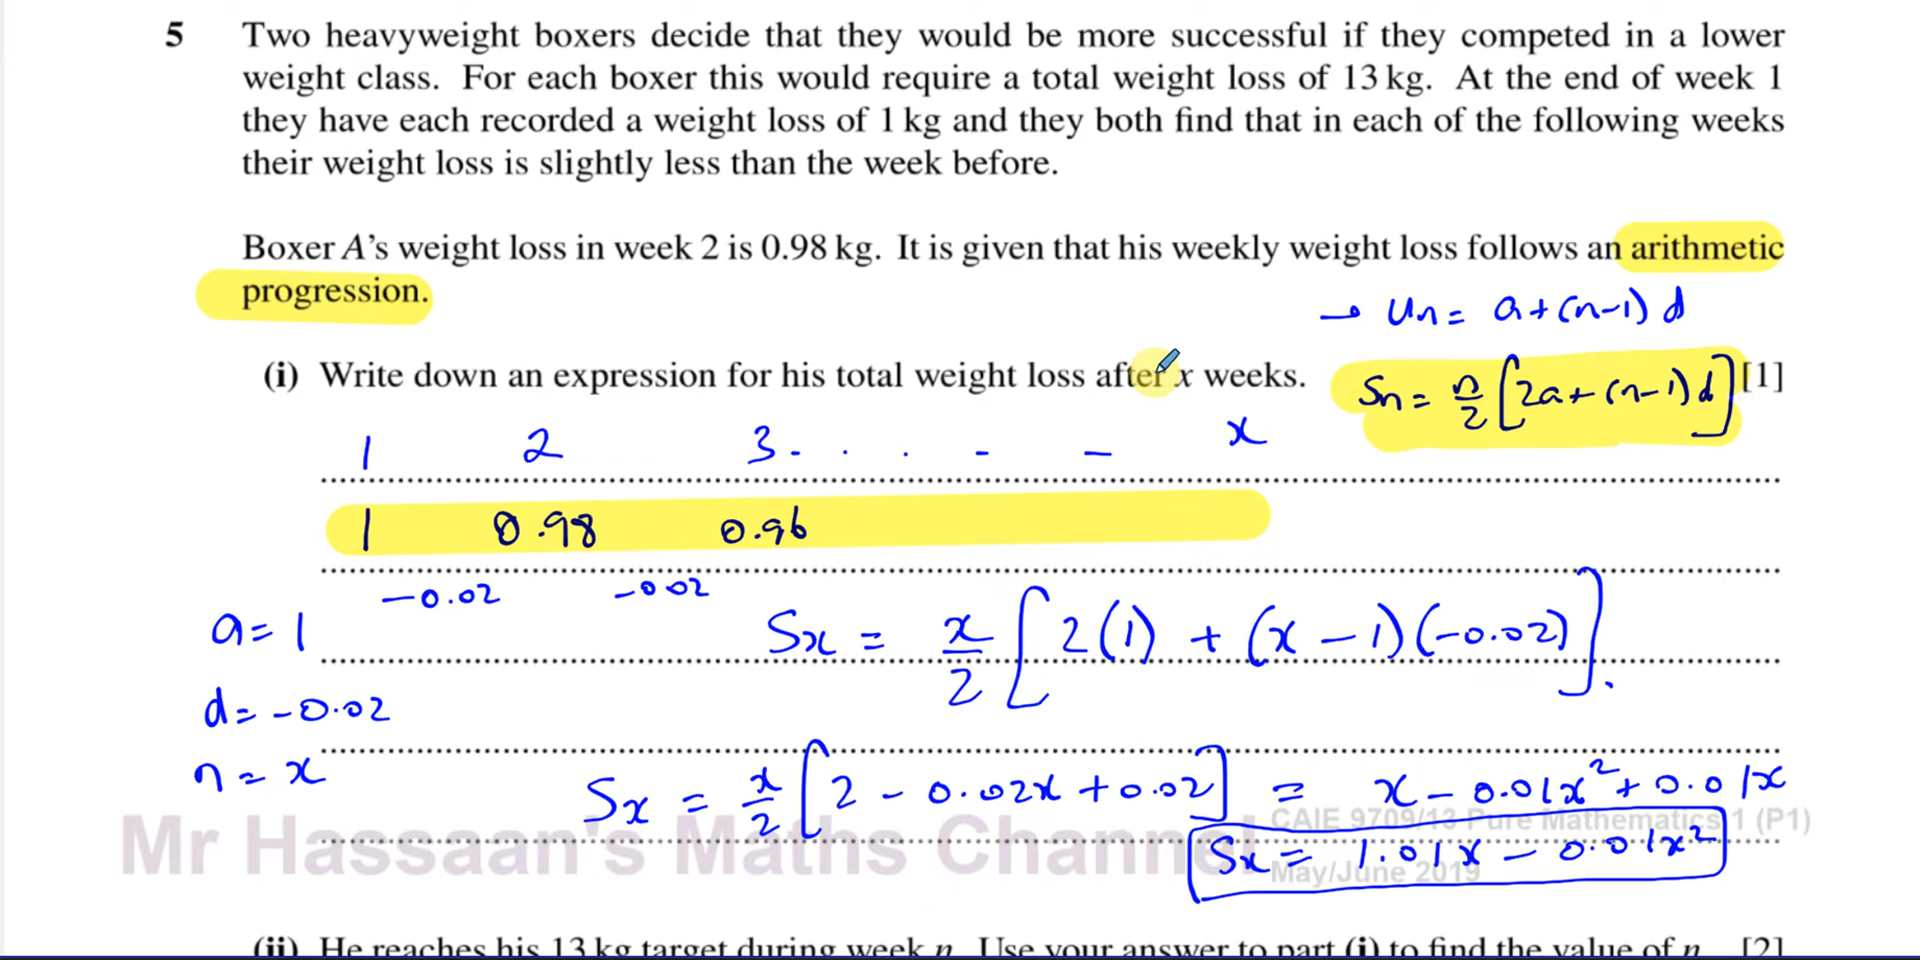 5 Two heavyweight boxers decide that they would be more successful if they competed in a lower
weight class. For each boxer this would require a total weight loss of 13 kg. At the end of week 1
they have each recorded a weight loss of 1 kg and they both find that in each of the following weeks
their weight loss is slightly less than the week before.
Boxer A's weight loss in week 2 is 0.98 kg. It is given that his weekly weight loss follows an arithmetic
progression.
→ Un = a+(n-1)d
(i) Write down an expression for his total weight loss after x weeks. [1]
Sn = n/2 [2a+(n-1)d]
1 2 3 - . . - - x
1 0.98 0.96
-0.02 -0.02
a = 1
Sx = x/2 [2(1) + (x - 1)(-0.02)].
d = -0.02
n = x
Sx = x/2 [2 - 0.02x + 0.02] = x - 0.01x² + 0.01x
CAIE 9709/13 Pure Mathematics 1 (P1)
Mr Hassaan's Maths Channel
Sx = 1.01x - 0.01x²
May/June 2019
(ii) He reaches his 13 kg target during week n. Use your answer to part (i) to find the value of n. [2]